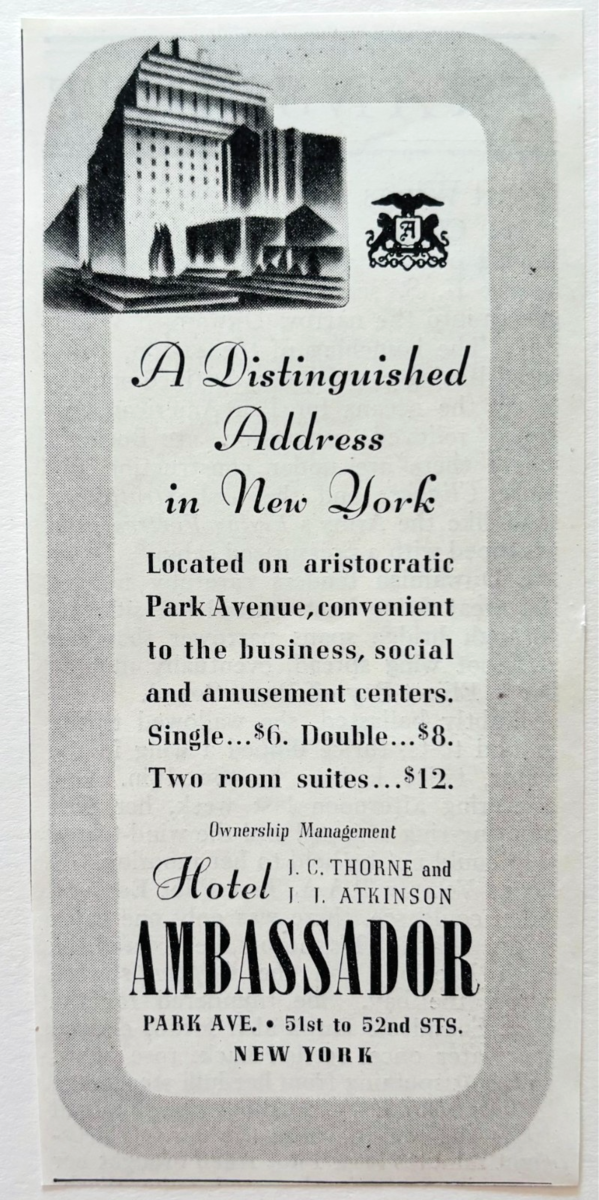 A
A Distinguished
Address
in New York
Located on aristocratic
Park Avenue, convenient
to the business, social
and amusement centers.
Single...$6. Double...$8.
Two room suites...$12.
Ownership Management
Hotel J. C. THORNE and
J. J. ATKINSON
AMBASSADOR
PARK AVE. • 51st to 52nd STS.
NEW YORK